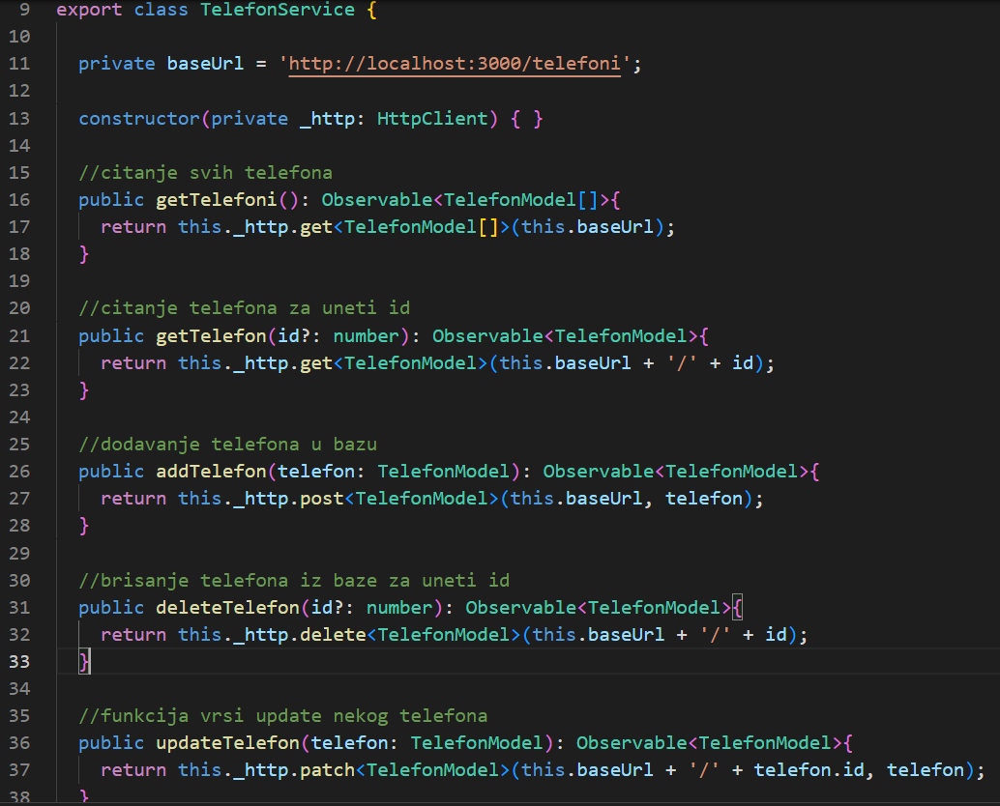 9 export class TelefonService {
10
11 private baseUrl = 'http://localhost:3000/telefoni';
12
13 constructor(private _http: HttpClient) { }
14
15 //citanje svih telefona
16 public getTelefoni(): Observable<TelefonModel[]>{
17 return this._http.get<TelefonModel[]>(this.baseUrl);
18 }
19
20 //citanje telefona za uneti id
21 public getTelefon(id?: number): Observable<TelefonModel>{
22 return this._http.get<TelefonModel>(this.baseUrl + '/' + id);
23 }
24
25 //dodavanje telefona u bazu
26 public addTelefon(telefon: TelefonModel): Observable<TelefonModel>{
27 return this._http.post<TelefonModel>(this.baseUrl, telefon);
28 }
29
30 //brisanje telefona iz baze za uneti id
31 public deleteTelefon(id?: number): Observable<TelefonModel>{
32 return this._http.delete<TelefonModel>(this.baseUrl + '/' + id);
33 }
34
35 //funkcija vrsi update nekog telefona
36 public updateTelefon(telefon: TelefonModel): Observable<TelefonModel>{
37 return this._http.patch<TelefonModel>(this.baseUrl + '/' + telefon.id, telefon);
38 }